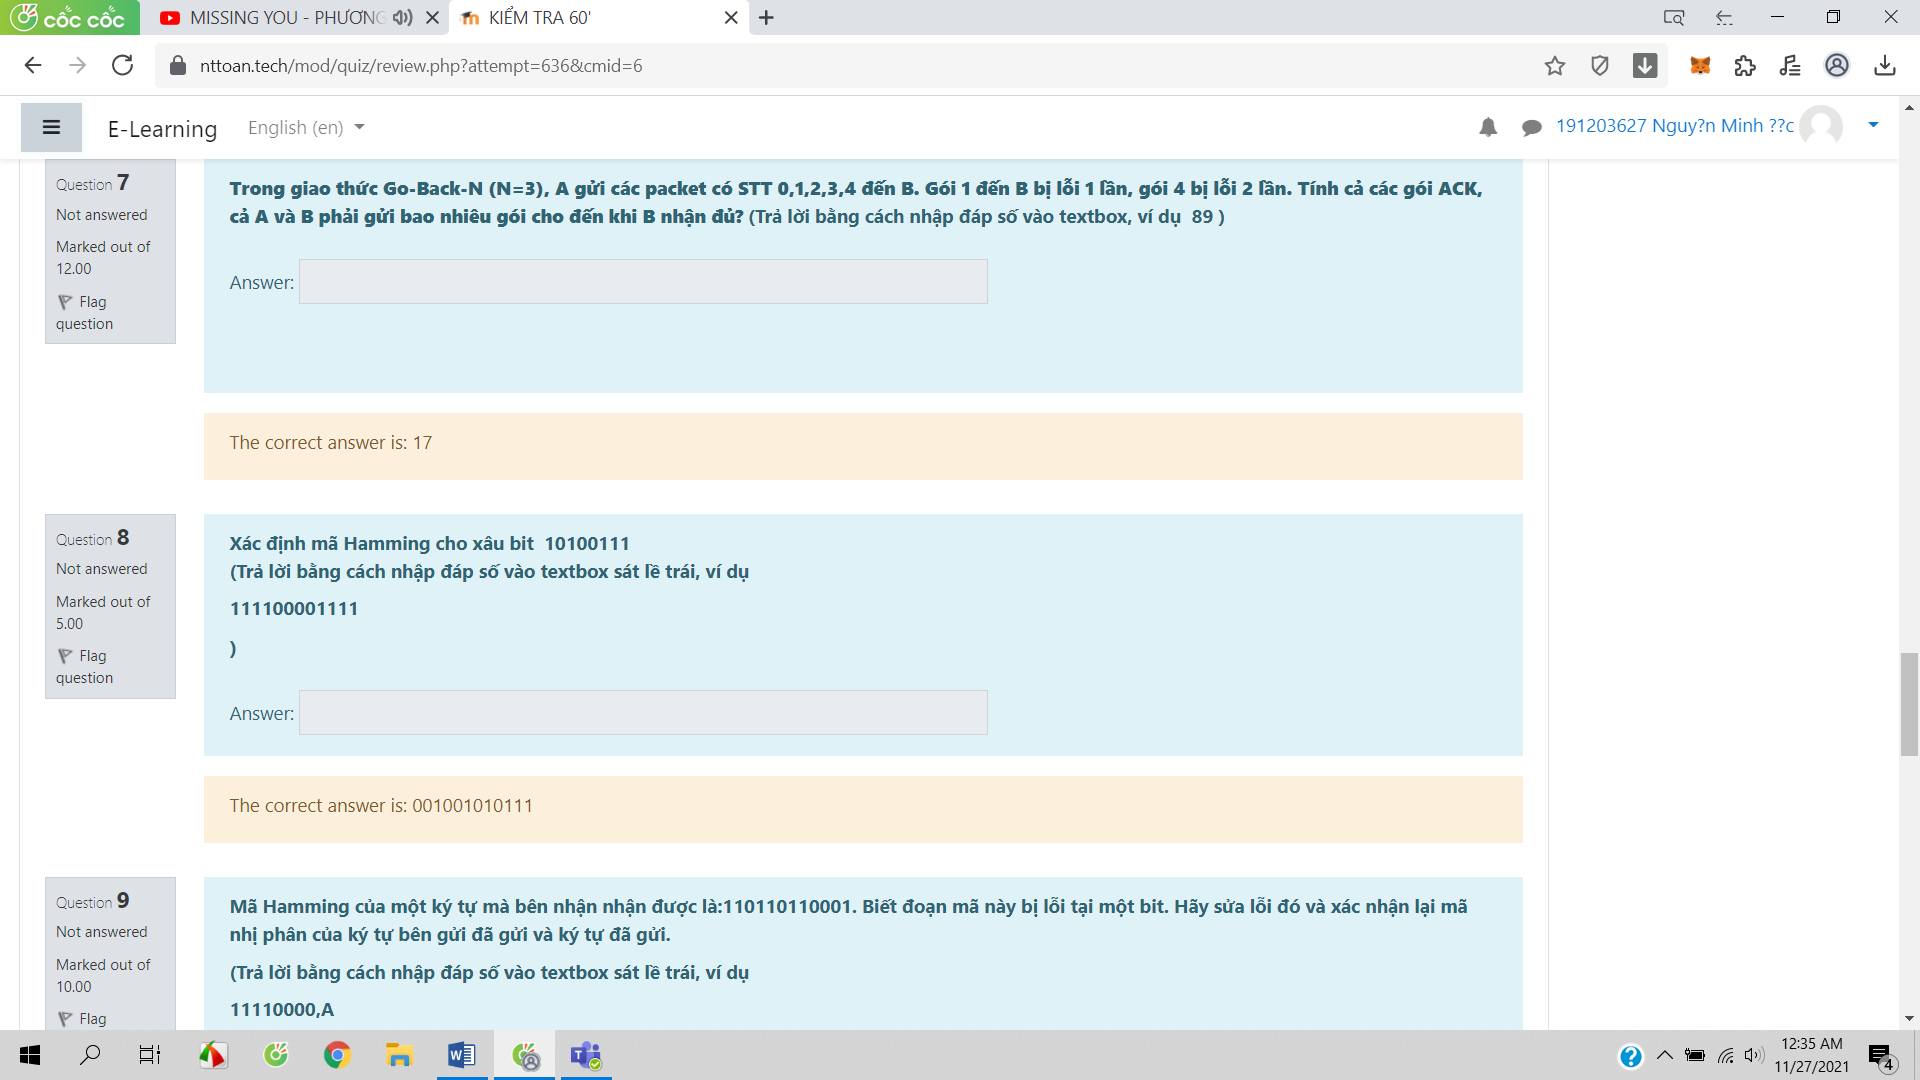 cốc cốc
MISSING YOU - PHƯƠNG
KIỂM TRA 60'
nttoan.tech/mod/quiz/review.php?attempt=636&cmid=6
E-Learning
English (en)
191203627 Nguy?n Minh ??c
Question 7
Not answered
Marked out of
12.00
Flag
question
Trong giao thức Go-Back-N (N=3), A gửi các packet có STT 0,1,2,3,4 đến B. Gói 1 đến B bị lỗi 1 lần, gói 4 bị lỗi 2 lần. Tính cả các gói ACK,
cả A và B phải gửi bao nhiêu gói cho đến khi B nhận đủ? (Trả lời bằng cách nhập đáp số vào textbox, ví dụ  89 )
Answer:
The correct answer is: 17
Question 8
Not answered
Marked out of
5.00
Flag
question
Xác định mã Hamming cho xâu bit  10100111
(Trả lời bằng cách nhập đáp số vào textbox sát lề trái, ví dụ
111100001111
)
Answer:
The correct answer is: 001001010111
Question 9
Not answered
Marked out of
10.00
Flag
Mã Hamming của một ký tự mà bên nhận nhận được là:110110110001. Biết đoạn mã này bị lỗi tại một bit. Hãy sửa lỗi đó và xác nhận lại mã
nhị phân của ký tự bên gửi đã gửi và ký tự đã gửi.
(Trả lời bằng cách nhập đáp số vào textbox sát lề trái, ví dụ
11110000,A
12:35 AM
11/27/2021
4